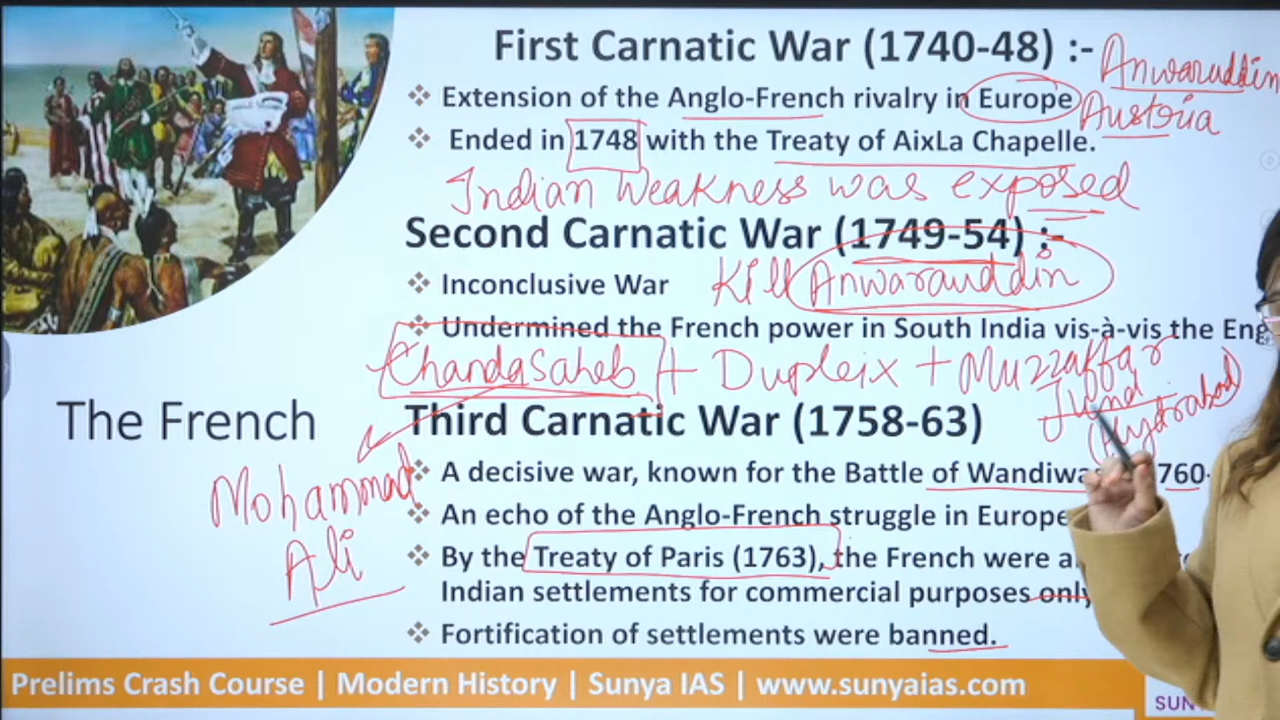 First Carnatic War (1740-48) :- Anwaruddin
❖ Extension of the Anglo-French rivalry in Europe Austria
❖ Ended in 1748 with the Treaty of AixLa Chapelle.
Indian Weakness was exposed
Second Carnatic War (1749-54) :-
❖ Inconclusive War Kill Anwarauddin
❖ Undermined the French power in South India vis-à-vis the Eng
ChandaSaheb + Dupleix + Muzzaffar
Jund
(Hydrabad)
The French
Third Carnatic War (1758-63)
Mohammad
Ali
❖ A decisive war, known for the Battle of Wandiwa 760-
❖ An echo of the Anglo-French struggle in Europe
❖ By the Treaty of Paris (1763), the French were a
Indian settlements for commercial purposes only
❖ Fortification of settlements were banned.
Prelims Crash Course | Modern History | Sunya IAS | www.sunyaias.com
SUN